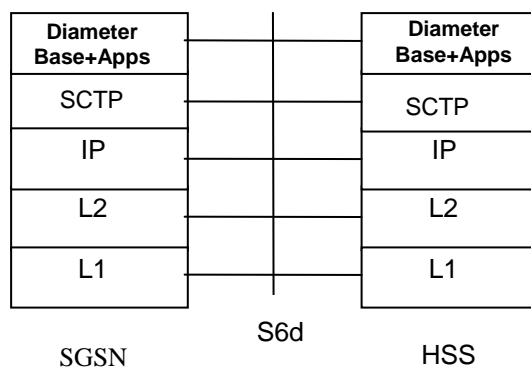 Diameter
Base+Apps
SCTP
IP
L2
L1
SGSN
S6d
Diameter
Base+Apps
SCTP
IP
L2
L1
HSS